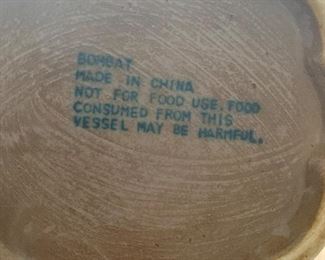 BOMBAY
MADE IN CHINA
NOT FOR FOOD USE. FOOD
CONSUMED FROM THIS
VESSEL MAY BE HARMFUL.